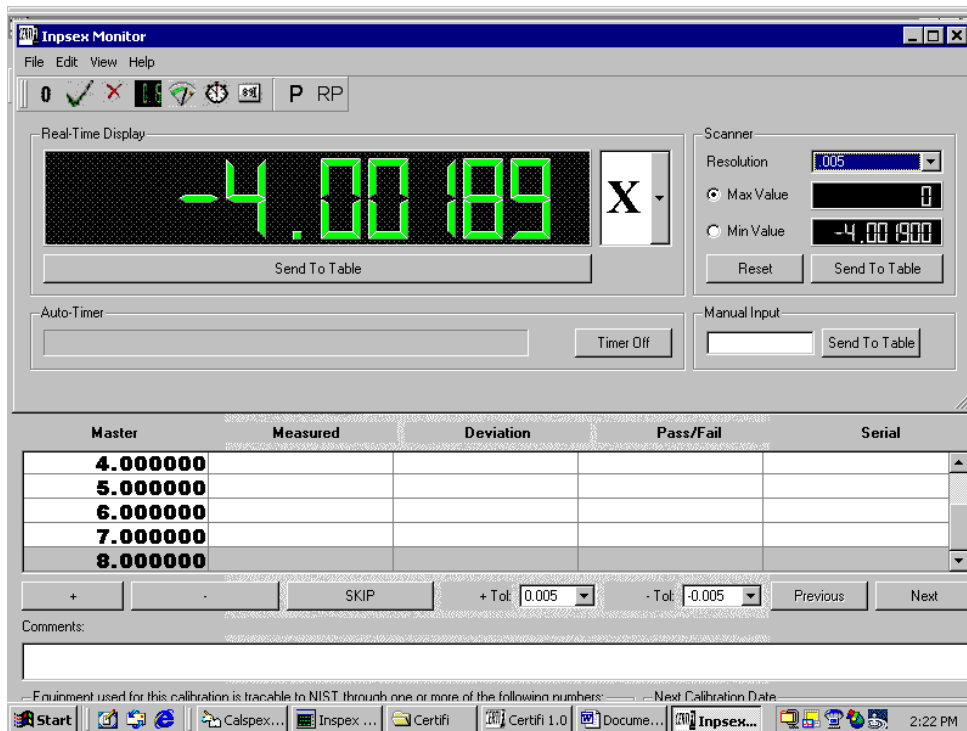 Inpsex Monitor
File Edit View Help
0 P RP
Real-Time Display
-4.00189
X
Send To Table
Scanner
Resolution .005
Max Value 0
Min Value -4.001900
Reset Send To Table
Auto-Timer
Timer Off
Manual Input
Send To Table
Master Measured Deviation Pass/Fail Serial
4.000000
5.000000
6.000000
7.000000
8.000000
+ - SKIP + Tol: 0.005 - Tol: -0.005 Previous Next
Comments:
Equipment used for this calibration is tracable to NIST through one or more of the following numbers: Next Calibration Date
Start Calspex... Inspex ... Certifi Certifi 1.0 Docume... Inpsex... 2:22 PM